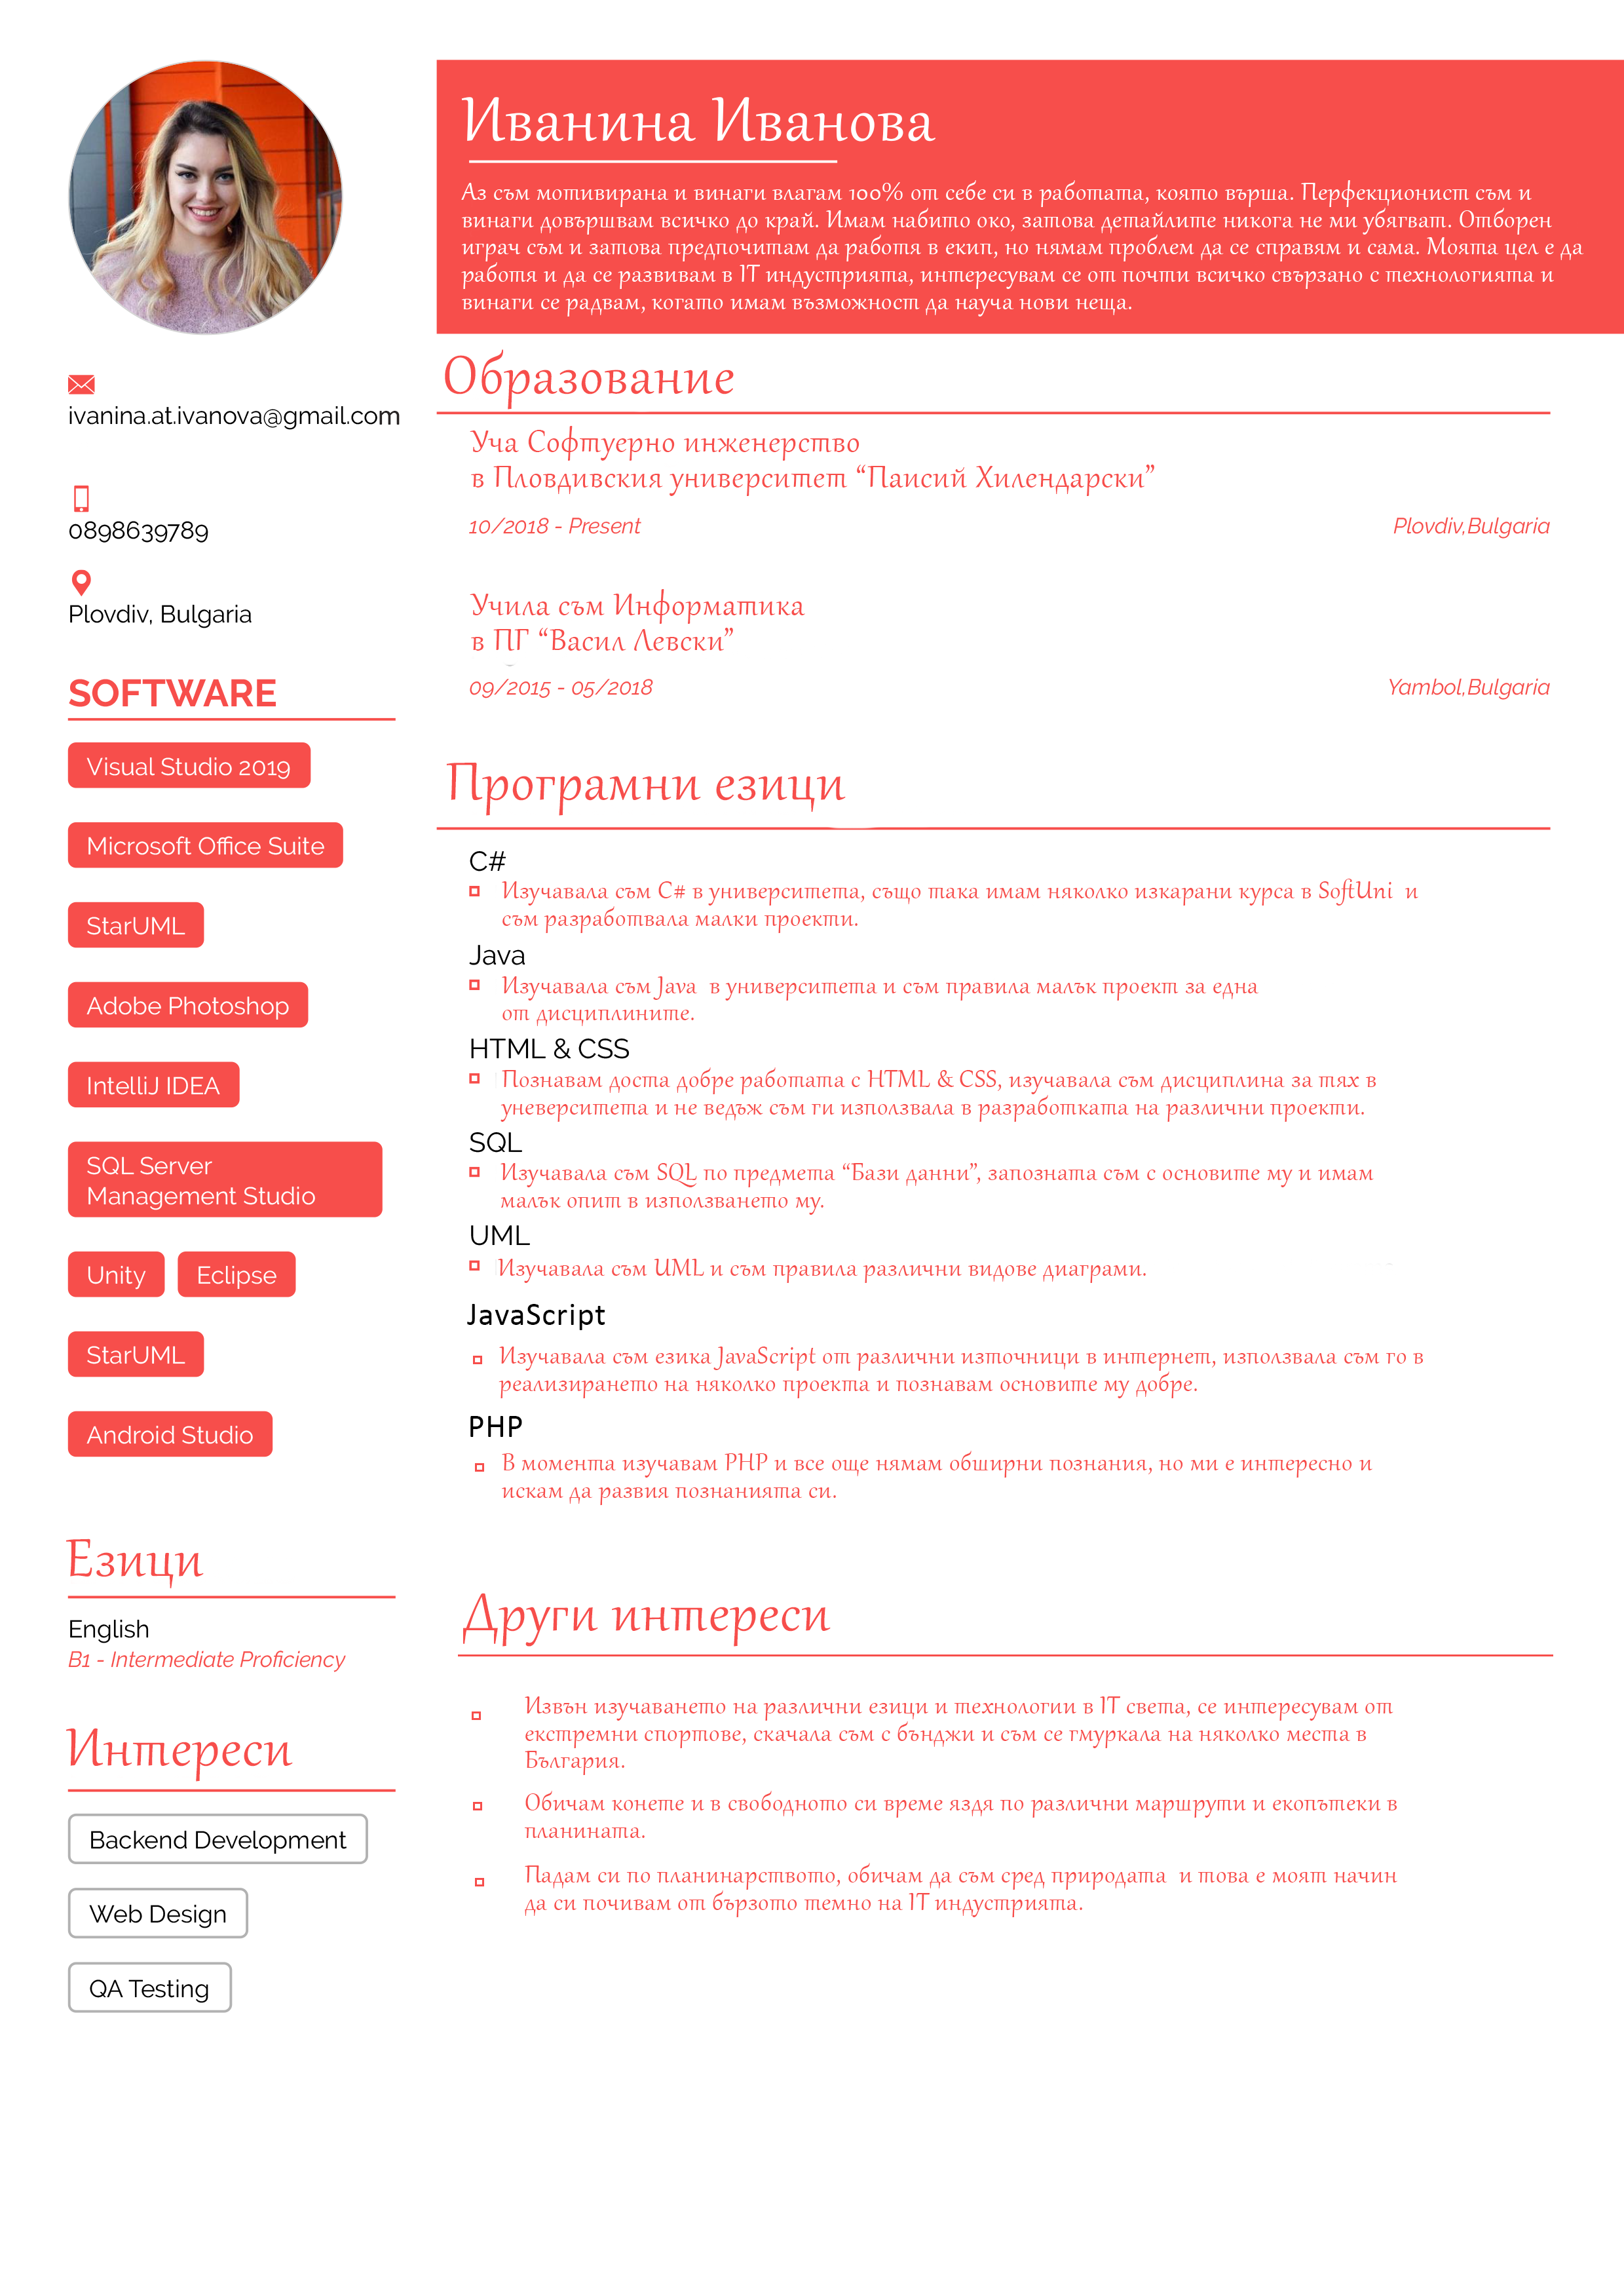 Иванина Иванова
Аз съм мотивирана и винаги влагам 100% от себе си в работата, която върша. Перфекционист съм и
винаги довършвам всичко до край. Имам набито око, затова детайлите никога не ми убягват. Отборен
играч съм и затова предпочитам да работя в екип, но нямам проблем да се справям и сама. Моята цел е да
работя и да се развивам в IT индустрията, интересувам се от почти всичко свързано с технологията и
винаги се радвам, когато имам възможност да науча нови неща.
ivanina.at.ivanova@gmail.com
0898639789
Plovdiv, Bulgaria
SOFTWARE
Visual Studio 2019
Microsoft Office Suite
StarUML
Adobe Photoshop
IntelliJ IDEA
SQL Server
Management Studio
Unity Eclipse
StarUML
Android Studio
Езици
English
B1 - Intermediate Proficiency
Интереси
Backend Development
Web Design
QA Testing
Образование
Уча Софтуерно инженерство
в Пловдивския университет “Паисий Хилендарски”
10/2018 - Present Plovdiv,Bulgaria
Учила съм Информатика
в ПГ “Васил Левски”
09/2015 - 05/2018 Yambol,Bulgaria
Програмни езици
C#
Изучавала съм C# в университета, също така имам няколко изкарани курса в SoftUni и
съм разработвала малки проекти.
Java
Изучавала съм Java в университета и съм правила малък проект за една
от дисциплините.
HTML & CSS
Познавам доста добре работата с HTML & CSS, изучавала съм дисциплина за тях в
уневерситета и не ведъж съм ги използвала в разработката на различни проекти.
SQL
Изучавала съм SQL по предмета “Бази данни”, запозната съм с основите му и имам
малък опит в използването му.
UML
Изучавала съм UML и съм правила различни видове диаграми.
JavaScript
Изучавала съм езика JavaScript от различни източници в интернет, използвала съм го в
реализирането на няколко проекта и познавам основите му добре.
PHP
В момента изучавам PHP и все още нямам обширни познания, но ми е интересно и
искам да развия познанията си.
Други интереси
Извън изучаването на различни езици и технологии в IT света, се интересувам от
екстремни спортове, скачала съм с бънджи и съм се гмуркала на няколко места в
България.
Обичам конете и в свободното си време яздя по различни маршрути и екопътеки в
планината.
Падам си по планинарството, обичам да съм сред природата и това е моят начин
да си почивам от бързото темно на IT индустрията.